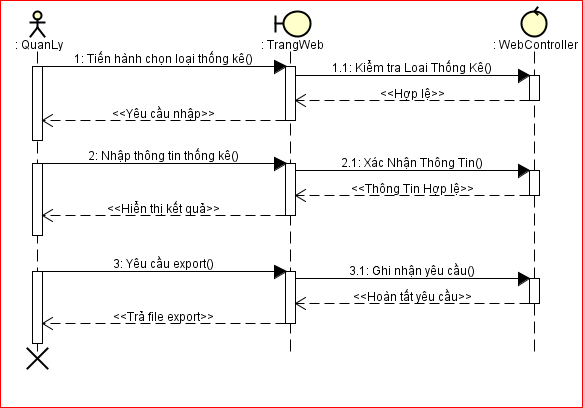 : QuanLy
: TrangWeb
: WebController
1: Tiến hành chọn loại thống kê()
1.1: Kiểm tra Loai Thống Kê()
<<Hợp lệ>>
<<Yêu cầu nhập>>
2: Nhập thông tin thống kê()
2.1: Xác Nhận Thông Tin()
<<Thông Tin Hợp lệ>>
<<Hiển thi kết quả>>
3: Yêu cầu export()
3.1: Ghi nhận yêu cầu()
<<Hoàn tất yêu cầu>>
<<Trả file export>>